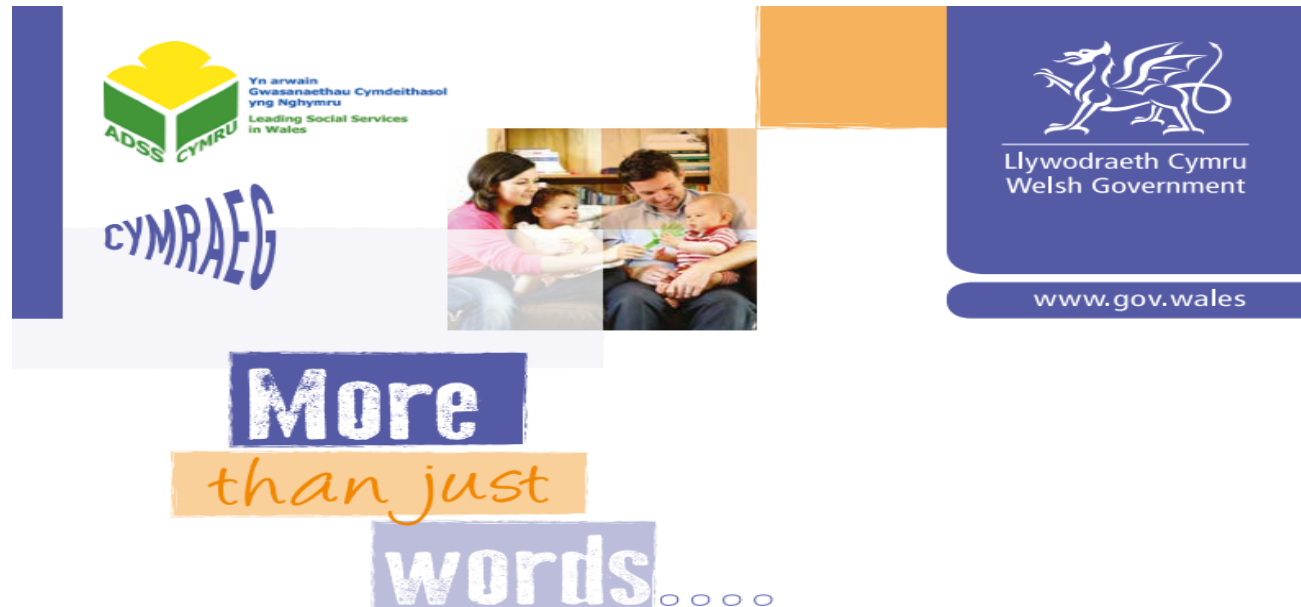 Yn arwain
Gwasanaethau Cymdeithasol
yng Nghymru
Leading Social Services
in Wales
ADSS CYMRU
CYMRAEG
Llywodraeth Cymru
Welsh Government
www.gov.wales
More
than just
words....